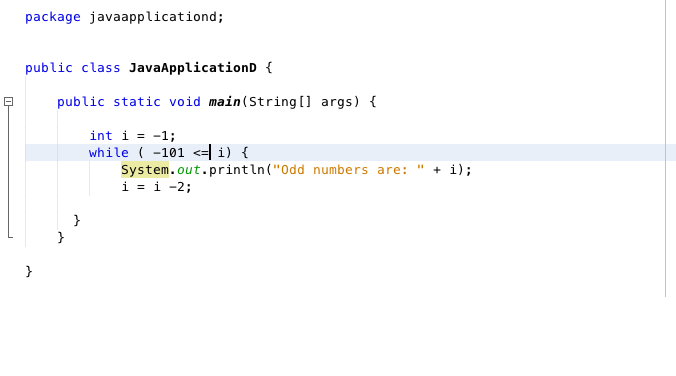 package javaapplicationd;
public class JavaApplicationD {
public static void main(String[] args) {
int i = -1;
while ( -101 <= i) {
System.out.println("Odd numbers are: " + i);
i = i -2;
}
}
}